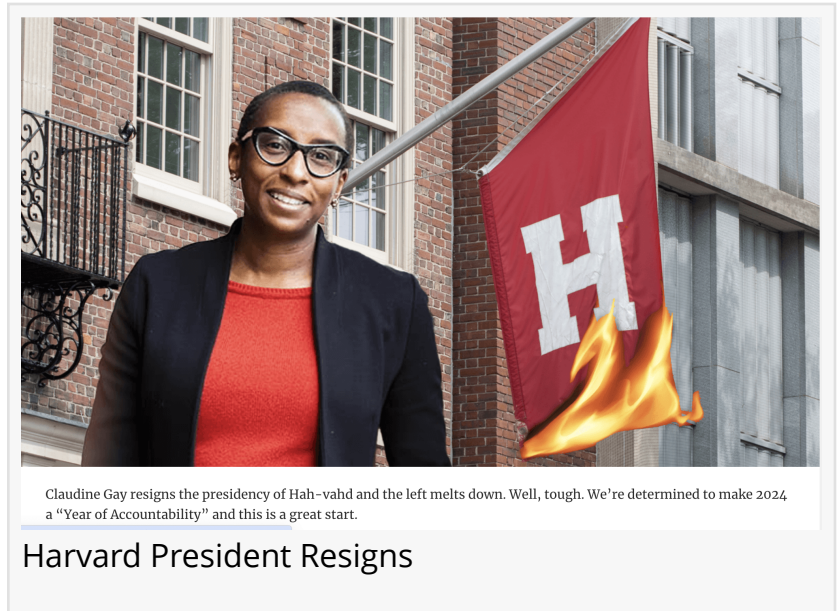 H
Claudine Gay resigns the presidency of Hah-vahd and the left melts down. Well, tough. We’re determined to make 2024
a “Year of Accountability” and this is a great start.
Harvard President Resigns